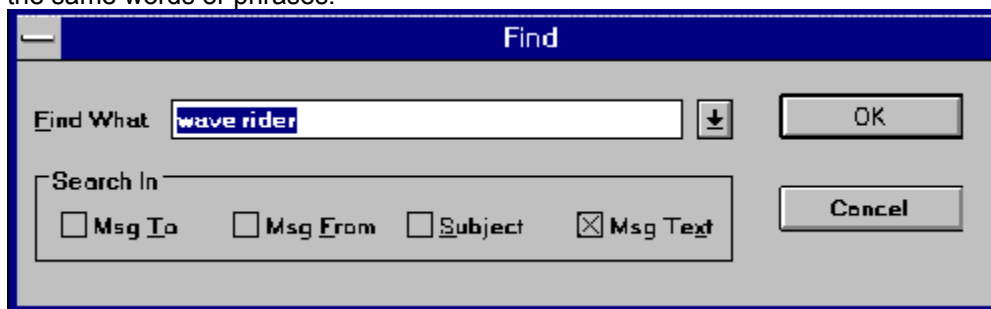 the same words or phrases.
Find
Find What wave rider OK
Search In
Msg To Msg From Subject Msg Text Cancel